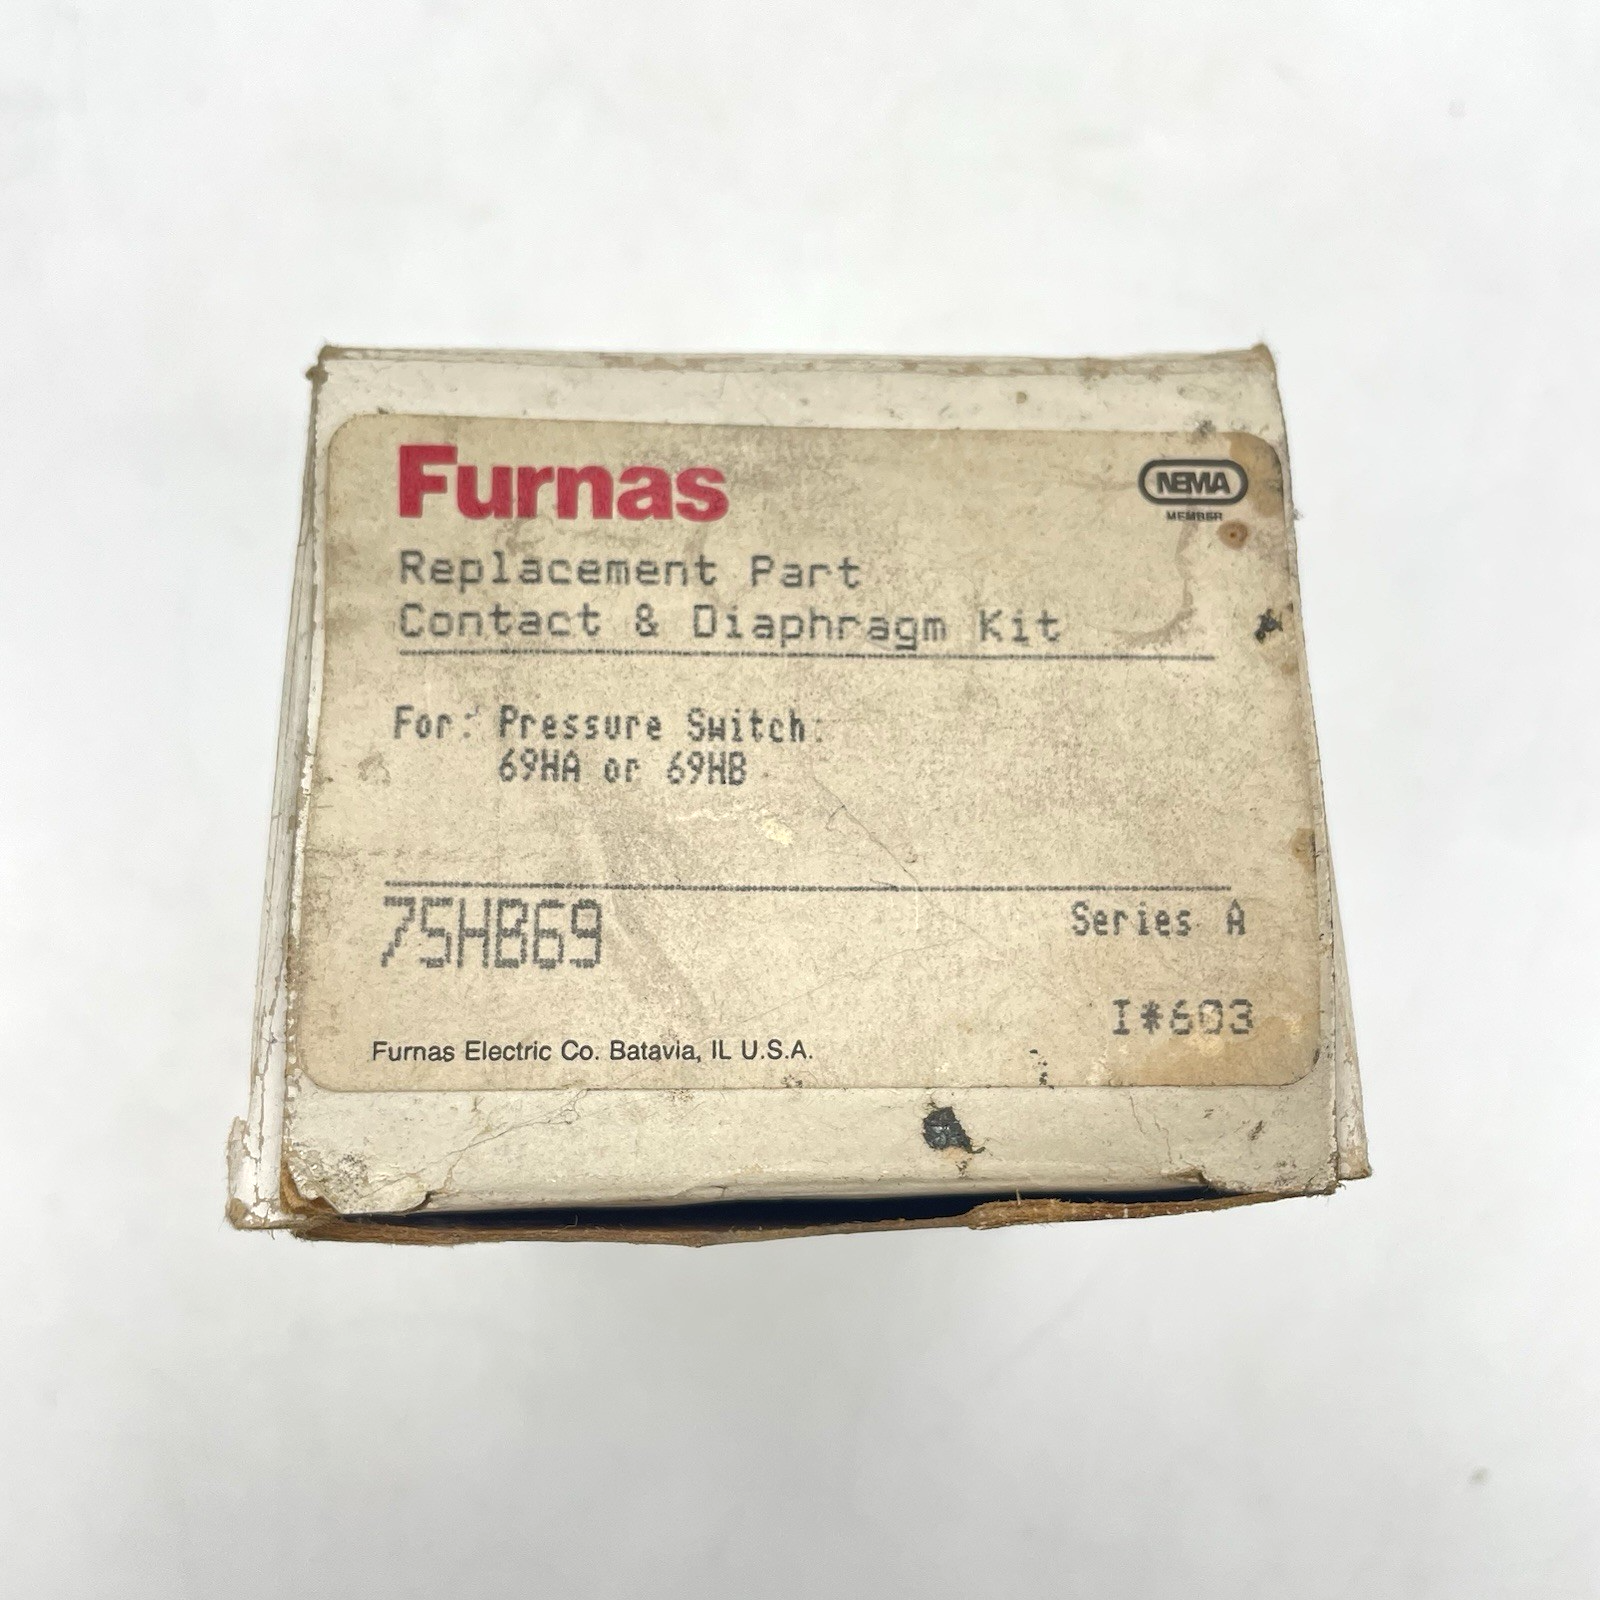 Furnas
NEMA
MEMBER
Replacement Part
Contact & Diaphragm Kit
For: Pressure Switch:
69HA or 69HB
75HB69
Series A
I#603
Furnas Electric Co. Batavia, IL U.S.A.